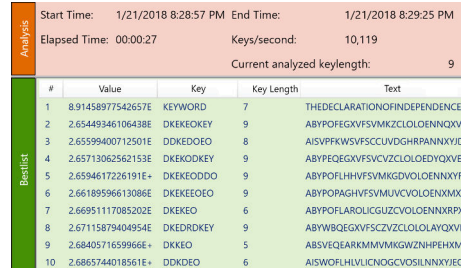 Analysis
Start Time: 1/21/2018 8:28:57 PM End Time: 1/21/2018 8:29:25 PM
Elapsed Time: 00:00:27 Keys/second: 10,119
Current analyzed keylength: 9
Bestlist
# Value Key Key Length Text
1 8.91458977542657E KEYWORD 7 THEDECLARATIONOFINDEPENDENCE
2 2.65449346106438E DKEKEOKEY 9 ABYPOFEGXVFSVMKZCLOLOENNQXV
3 2.65599400712501E DDKEDOEO 8 AISVPFKWSVFSCCUVDGHRPANNXYJD
4 2.65713062562153E DKEKODKEY 9 ABYPEQEGXVFSVCVZCLOLOEDYQXVE
5 2.6594617226191E+ DKEKEODDO 9 ABYPOFLHHVFSVMKGDVOLOENNXYF
6 2.66189596613086E DKEKEEOEO 9 ABYPOPAGHVFSVMUVCVOLOENXMX
7 2.66951117085202E DKEKEO 6 ABYPOFLAROLICGUZCVOLOENNXRPX
8 2.67115879404954E DKEDRDKEY 9 ABYWBQEGXVFSCZVZCLOLOLAYQXVI
9 2.6840571659966E+ DKKEO 5 ABSVEQEARKMMVMKGWZNHPEHXM
10 2.6865744018561E+ DDKDEO 6 AISWOFLHLVLICNOGCVOSILNNXYJEC